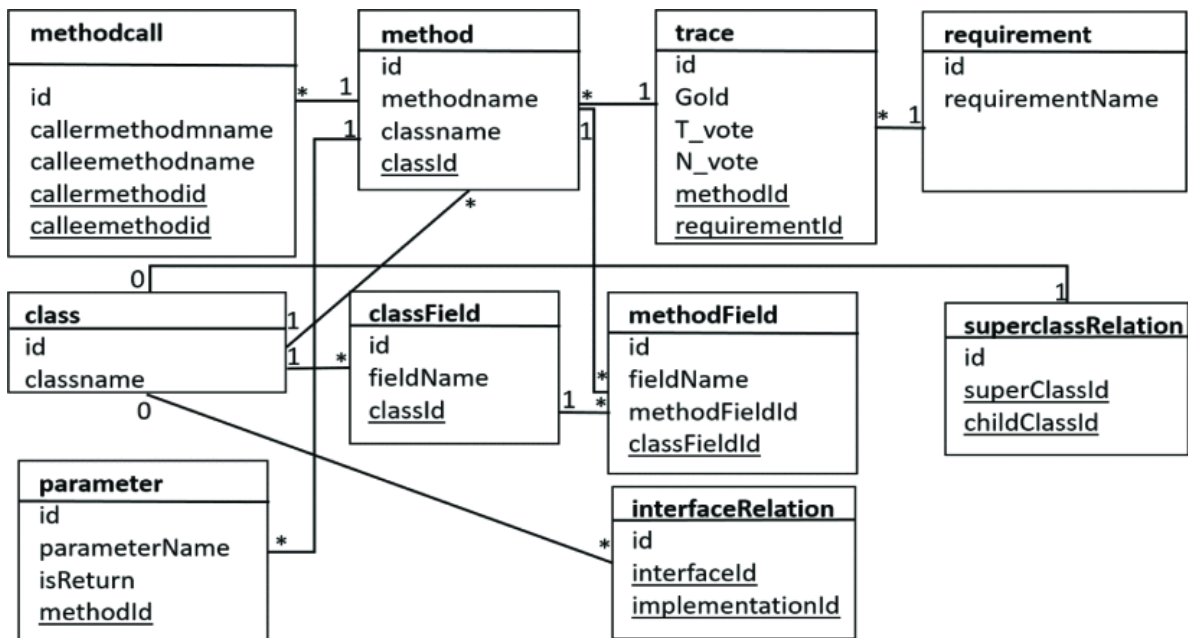 methodcall
id
callermethodmname
calleemethodname
callermethodid
calleemethodid
* 1
method
id
methodname
classname
classId
1
*
* 1
1
trace
id
Gold
T_vote
N_vote
methodId
requirementId
* 1
requirement
id
requirementName
0
1
class
id
classname
1
1 *
0
classField
id
fieldName
classId
1 *
*
methodField
id
fieldName
methodFieldId
classFieldId
superclassRelation
id
superClassId
childClassId
parameter
id
parameterName
isReturn
methodId
*
*
interfaceRelation
id
interfaceId
implementationId